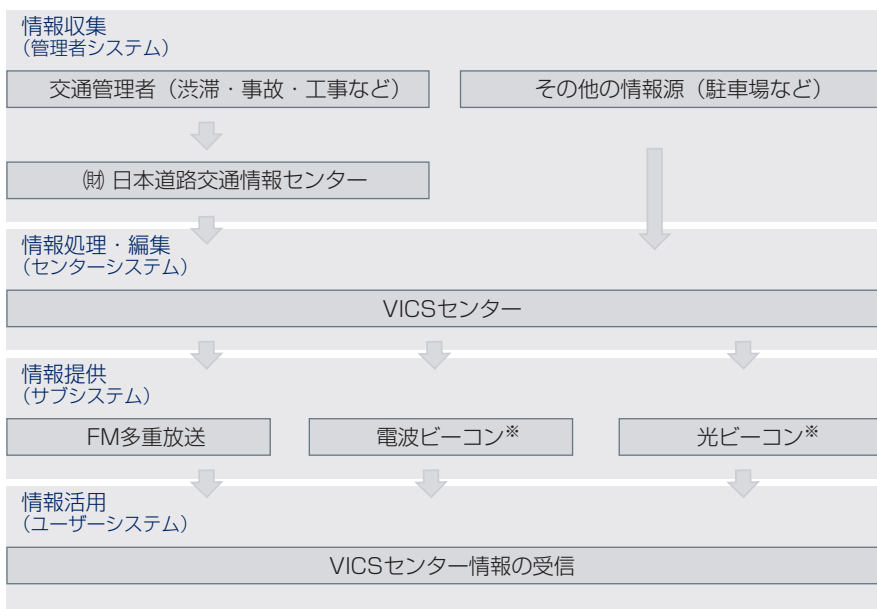 情報収集
（管理者システム）
交通管理者（渋滞・事故・工事など）
その他の情報源（駐車場など）
㈶ 日本道路交通情報センター
情報処理・編集
（センターシステム）
VICSセンター
情報提供
（サブシステム）
FM多重放送
電波ビーコン※
光ビーコン※
情報活用
（ユーザーシステム）
VICSセンター情報の受信